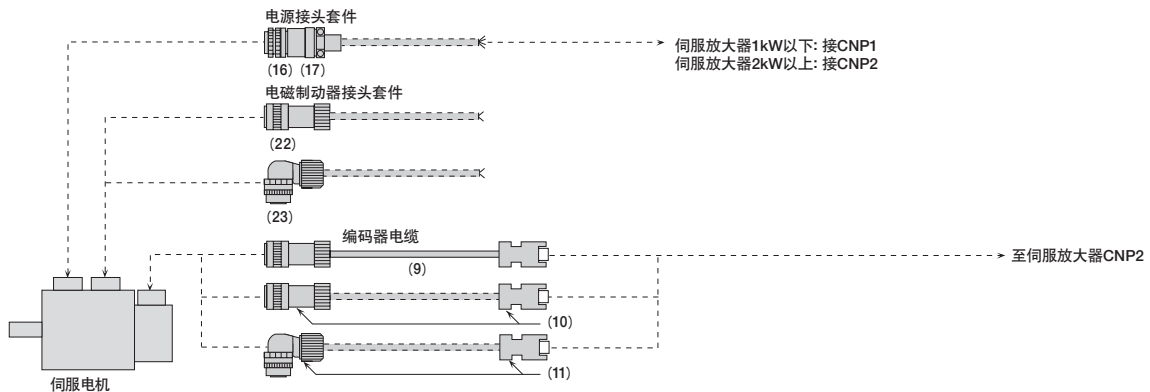 电源接头套件
伺服放大器1kW以下: 接CNP1
伺服放大器2kW以上: 接CNP2
(16) (17)
电磁制动器接头套件
(22)
(23)
编码器电缆
(9)
至伺服放大器CNP2
(10)
(11)
伺服电机